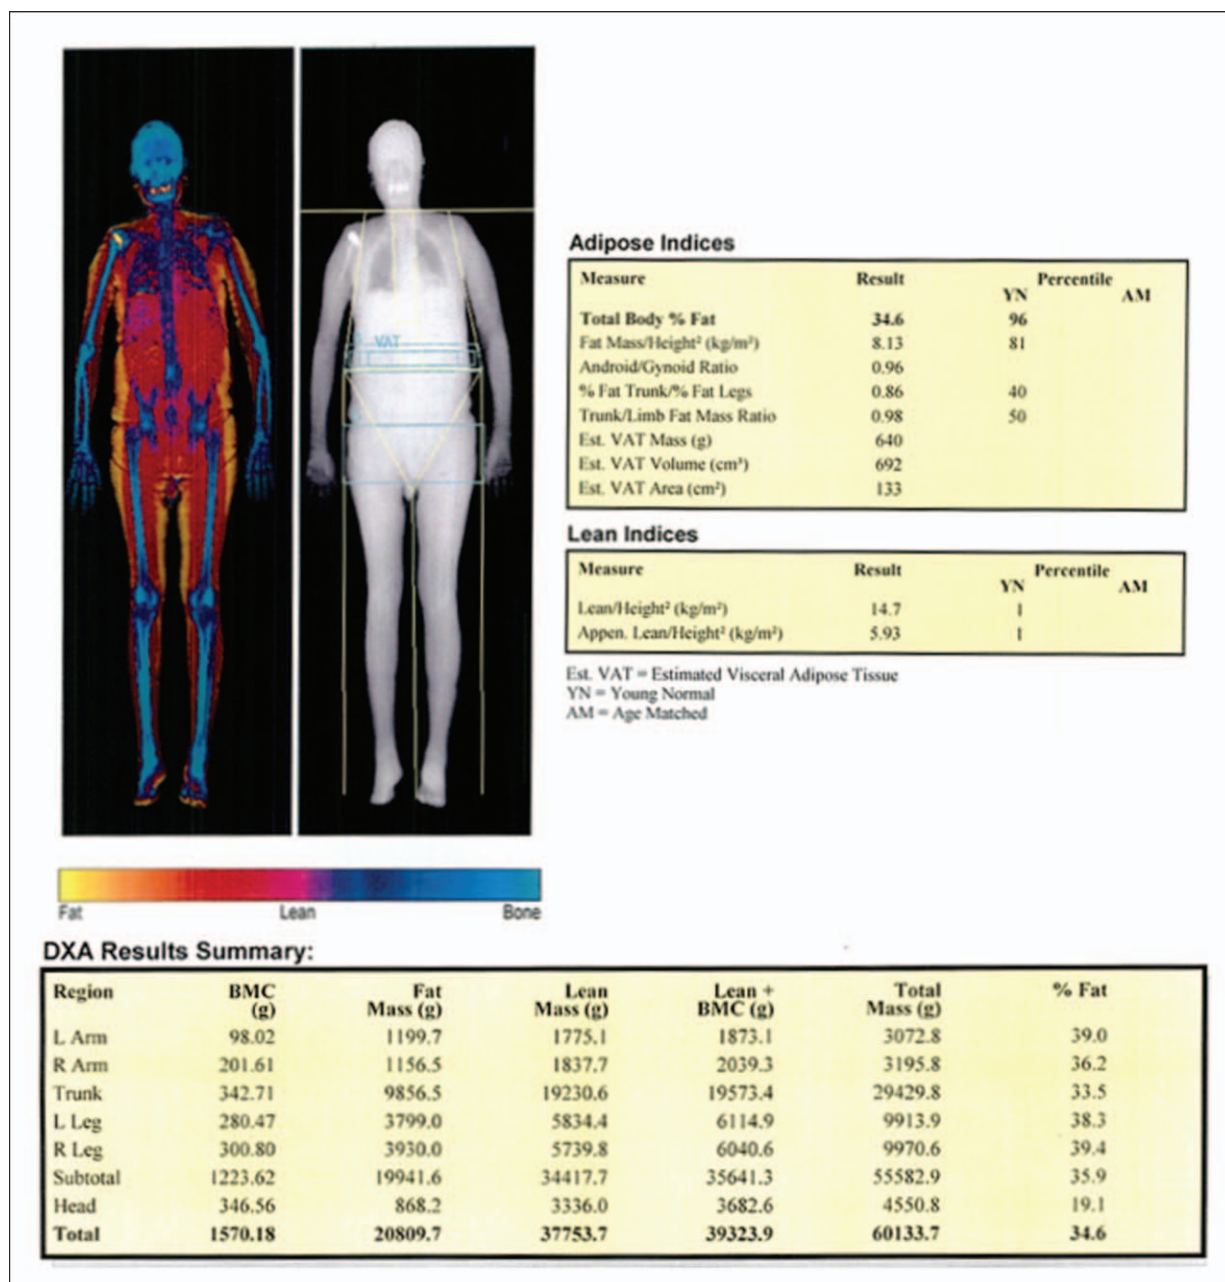 VAT
Adipose Indices
Measure Result Percentile
YN AM
Total Body % Fat 34.6 96
Fat Mass/Height² (kg/m²) 8.13 81
Android/Gynoid Ratio 0.96
% Fat Trunk/% Fat Legs 0.86 40
Trunk/Limb Fat Mass Ratio 0.98 50
Est. VAT Mass (g) 640
Est. VAT Volume (cm³) 692
Est. VAT Area (cm²) 133
Lean Indices
Measure Result Percentile
YN AM
Lean/Height² (kg/m²) 14.7 1
Appen. Lean/Height² (kg/m²) 5.93 1
Est. VAT = Estimated Visceral Adipose Tissue
YN = Young Normal
AM = Age Matched
Fat Lean Bone
DXA Results Summary:
Region BMC Fat Lean Lean + Total % Fat
(g) Mass (g) Mass (g) BMC (g) Mass (g)
L Arm 98.02 1199.7 1775.1 1873.1 3072.8 39.0
R Arm 201.61 1156.5 1837.7 2039.3 3195.8 36.2
Trunk 342.71 9856.5 19230.6 19573.4 29429.8 33.5
L Leg 280.47 3799.0 5834.4 6114.9 9913.9 38.3
R Leg 300.80 3930.0 5739.8 6040.6 9970.6 39.4
Subtotal 1223.62 19941.6 34417.7 35641.3 55582.9 35.9
Head 346.56 868.2 3336.0 3682.6 4550.8 19.1
Total 1570.18 20809.7 37753.7 39323.9 60133.7 34.6